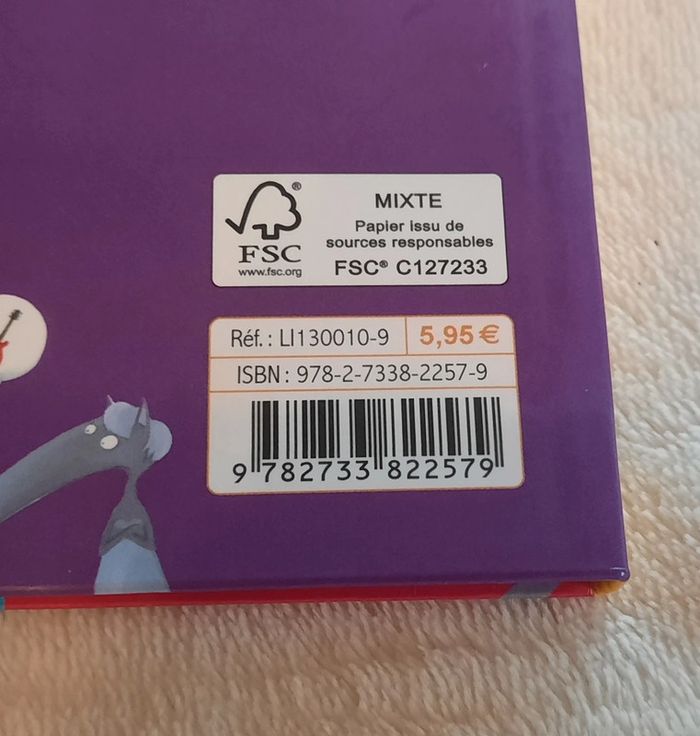 MIXTE
Papier issu de
sources responsables
FSC® C127233
FSC
www.fsc.org
®
Réf. : LI130010-9
5,95 €
ISBN : 978-2-7338-2257-9
9 782733 822579